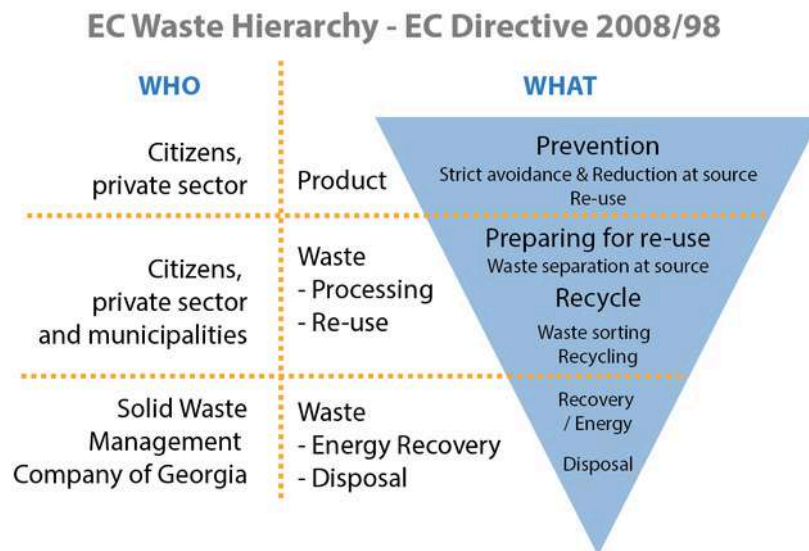 EC Waste Hierarchy - EC Directive 2008/98
WHO
WHAT
Citizens,
private sector
Product
Prevention
Strict avoidance & Reduction at source
Re-use
Citizens,
private sector
and municipalities
Waste
- Processing
- Re-use
Preparing for re-use
Waste separation at source
Recycle
Waste sorting
Recycling
Solid Waste
Management
Company of Georgia
Waste
- Energy Recovery
- Disposal
Recovery
/ Energy
Disposal